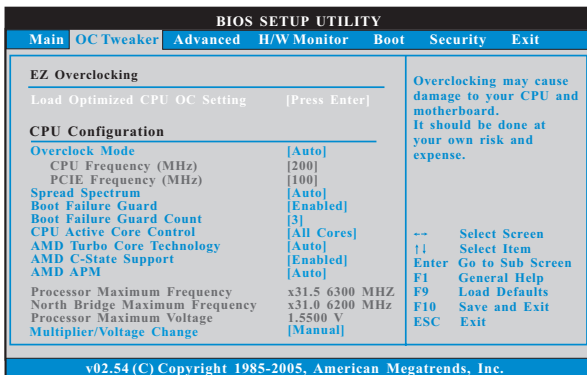 BIOS SETUP UTILITY
Main OC Tweaker Advanced H/W Monitor Boot Security Exit
EZ Overclocking
Load Optimized CPU OC Setting [Press Enter]
CPU Configuration
Overclock Mode [Auto]
CPU Frequency (MHz) [200]
PCIE Frequency (MHz) [100]
Spread Spectrum [Auto]
Boot Failure Guard [Enabled]
Boot Failure Guard Count [3]
CPU Active Core Control [All Cores]
AMD Turbo Core Technology [Auto]
AMD C-State Support [Enabled]
AMD APM [Auto]
Processor Maximum Frequency x31.5 6300 MHZ
North Bridge Maximum Frequency x31.0 6200 MHz
Processor Maximum Voltage 1.5500 V
Multiplier/Voltage Change [Manual]
Overclocking may cause
damage to your CPU and
motherboard.
It should be done at
your own risk and
expense.
←→ Select Screen
↑↓ Select Item
Enter Go to Sub Screen
F1 General Help
F9 Load Defaults
F10 Save and Exit
ESC Exit
v02.54 (C) Copyright 1985-2005, American Megatrends, Inc.